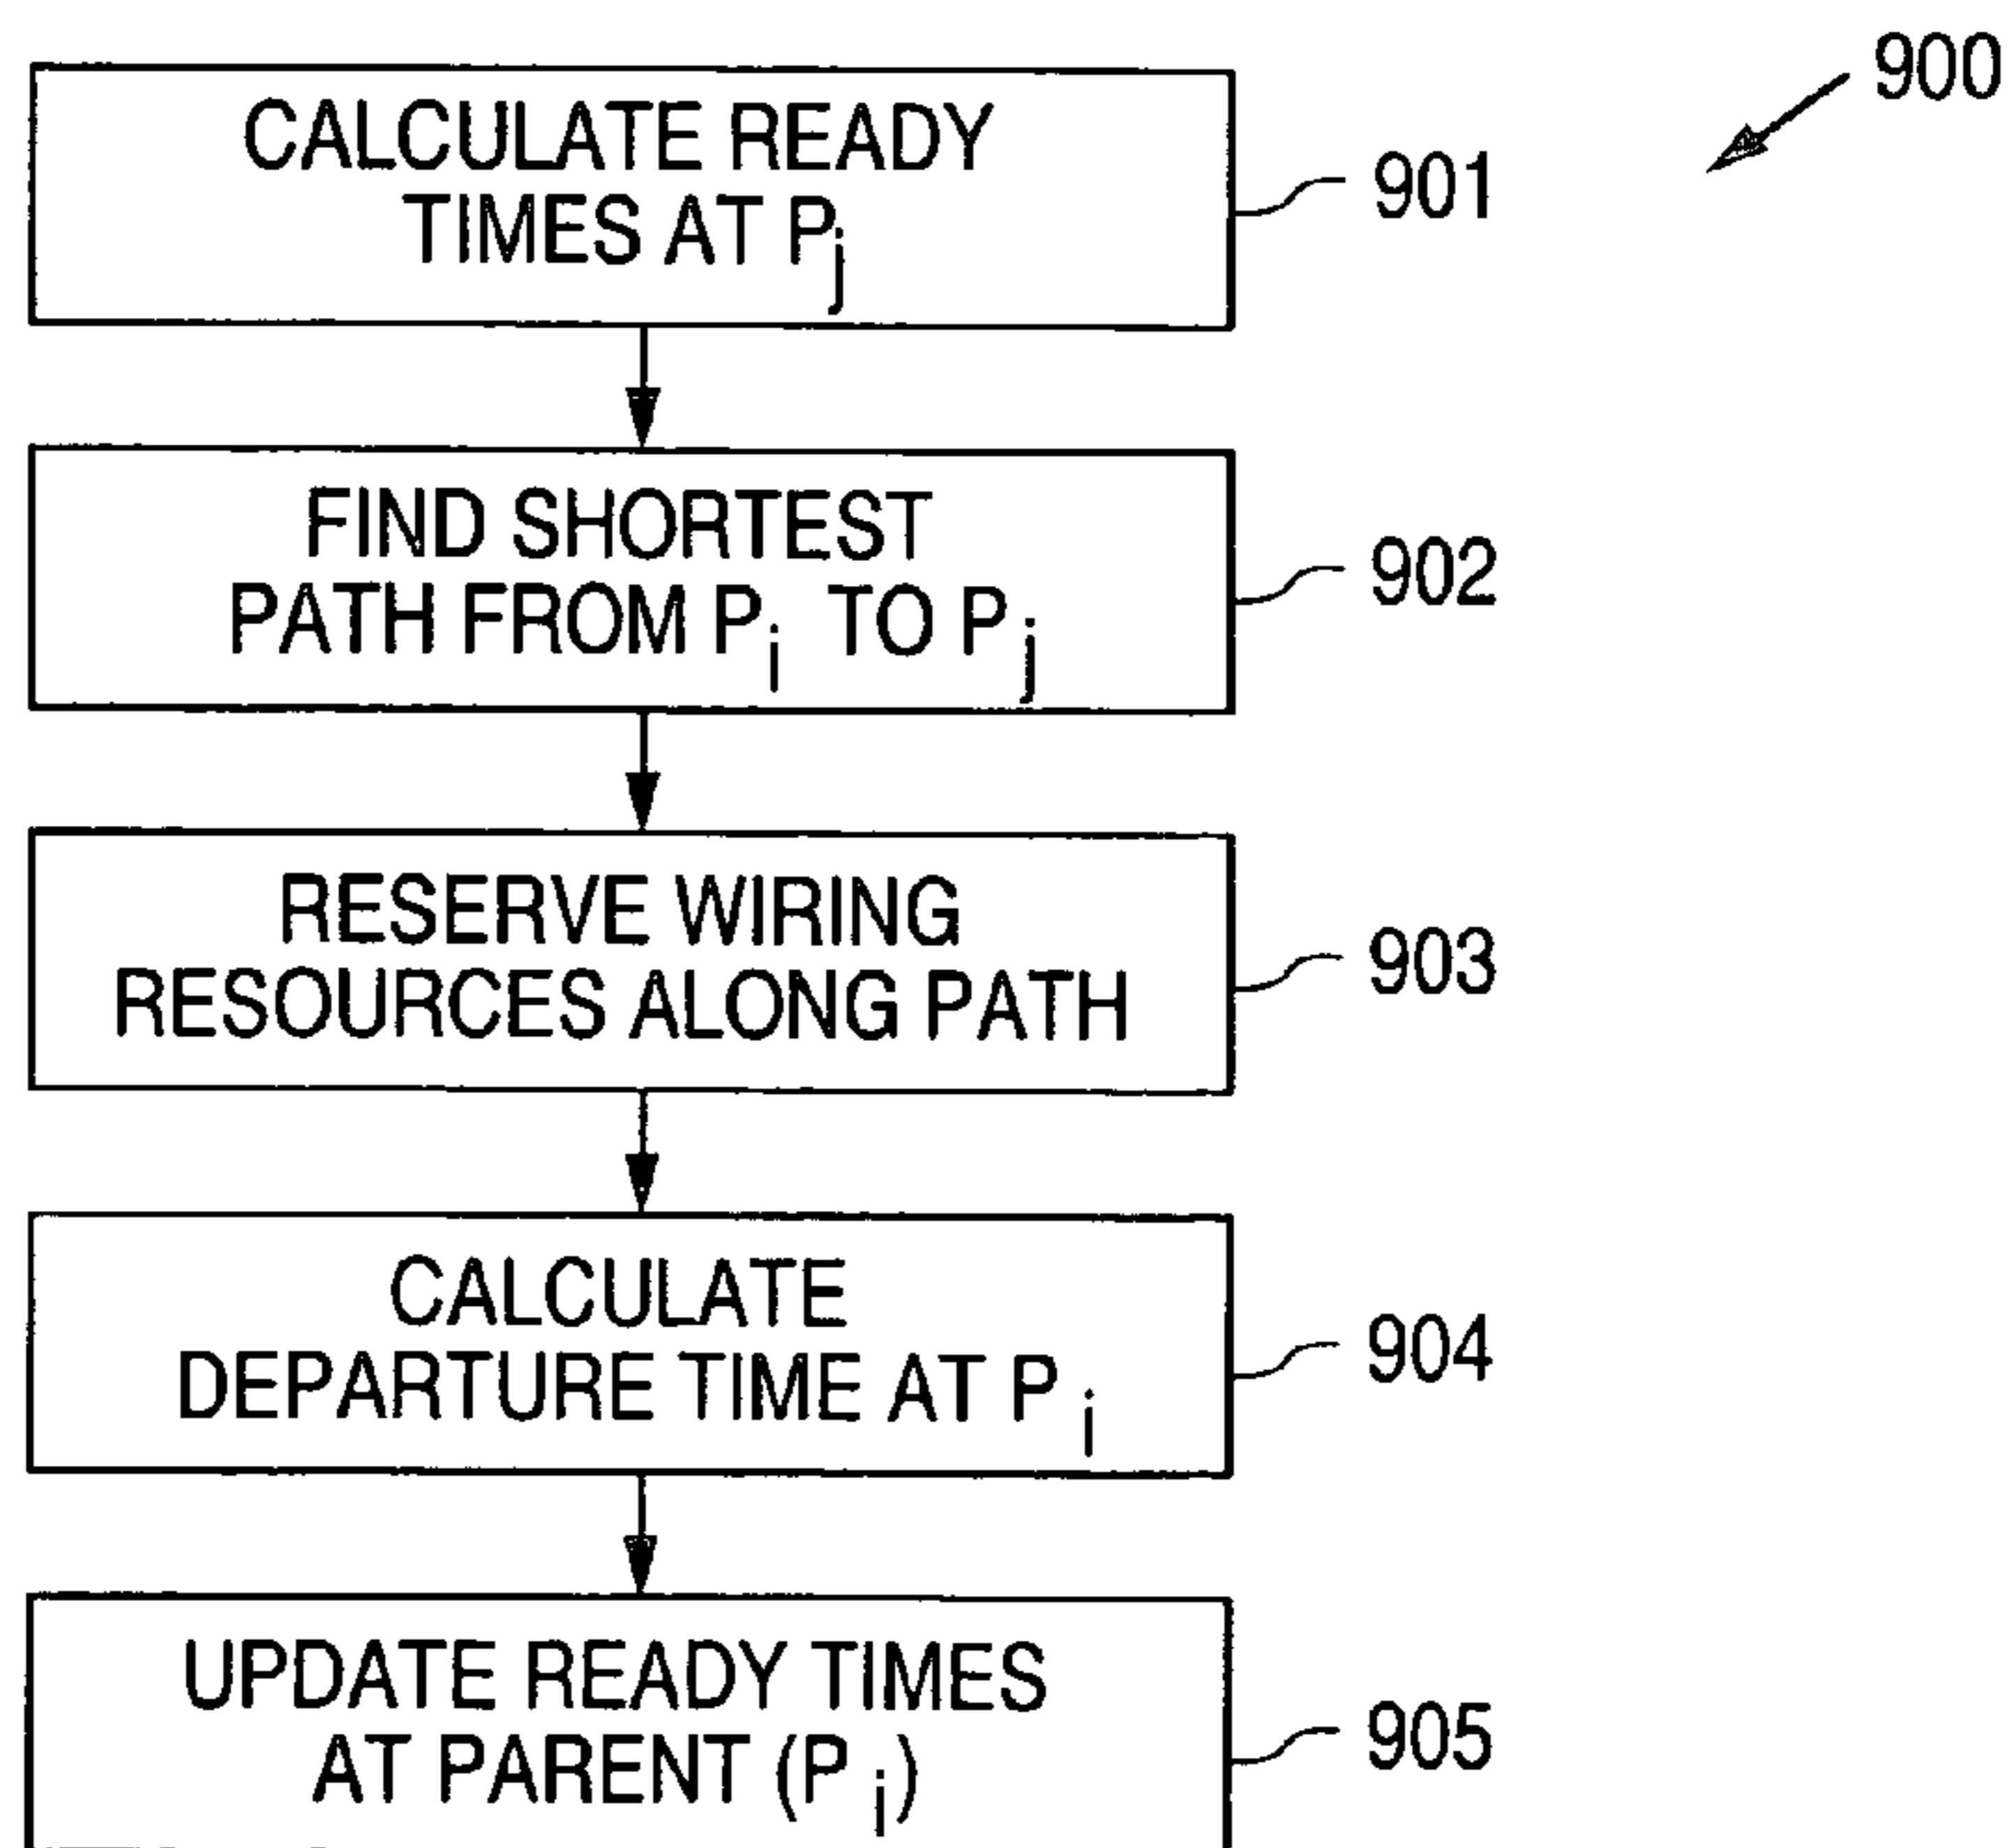 900
CALCULATE READY
TIMES AT Pj
901
FIND SHORTEST
PATH FROM Pi TO Pj
902
RESERVE WIRING
RESOURCES ALONG PATH
903
CALCULATE
DEPARTURE TIME AT Pi
904
UPDATE READY TIMES
AT PARENT (Pi)
905